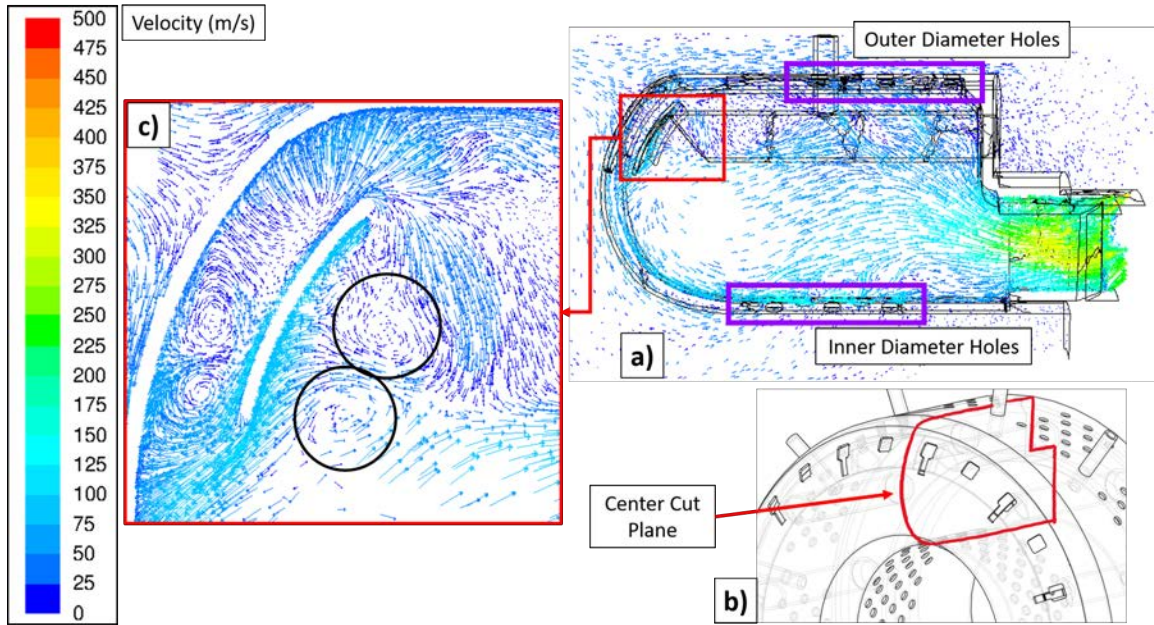 500
475
450
425
400
375
350
325
300
275
250
225
200
175
150
125
100
75
50
25
0
Velocity (m/s)
c)
Outer Diameter Holes
a)
Inner Diameter Holes
Center Cut
Plane
b)